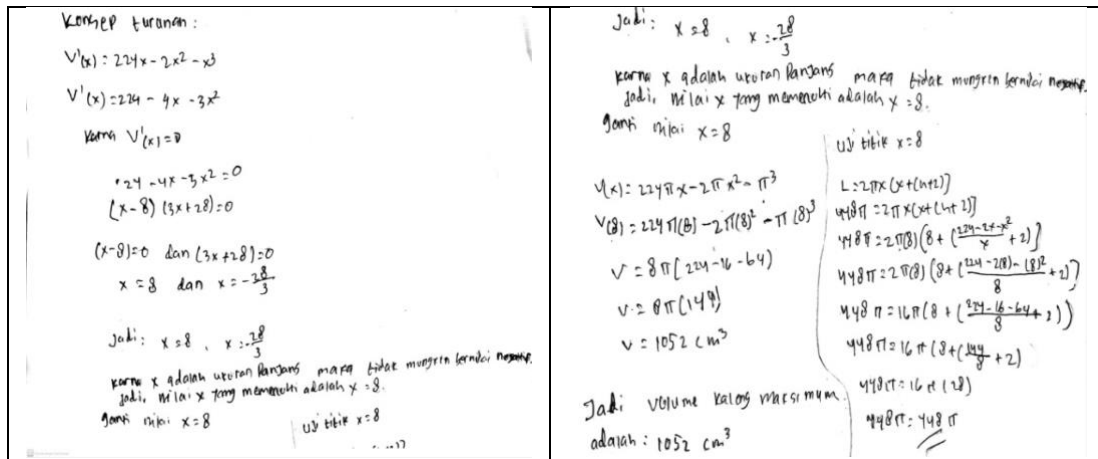 Konsep turunan :
V'(x) : 224x - 2x² - x³
V'(x) = 224 - 4x - 3x²
karna V'(x) = 0
224 - 4x - 3x² = 0
(x-8) (3x+28) = 0
(x-8)=0 dan (3x+28)=0
x = 8 dan x = -28/3
Jadi : x = 8 , x = -28/3
karna x adalah ukuran Panjang maka tidak mungkin bernilai negatip.
Jadi, nilai x yang memenuhi adalah x = 8.
ganti nilai x = 8
Uji titik x = 8
Jadi : x = 8 , x = -28/3
karna x adalah ukuran Panjang maka tidak mungkin bernilai negatip.
Jadi, nilai x yang memenuhi adalah x = 8.
ganti nilai x = 8
V(x) = 224πx - 2πx² - π³
V(8) = 224π(8) - 2π(8)² - π(8)³
V = 8π(224 - 16 - 64)
V = 8π(144)
V = 1052 cm³
Jadi volume kaleng maksimum
adalah : 1052 cm³
Uji titik x = 8
L = 2πx(x+(h+2)]
448π = 2πx(x+(h+2)]
448π = 2π(8)(8+(224-2x-x²/x +2)]
448π = 2π(8)(8+(224-2(8)-(8)²/8 +2)]
448π = 16π(8+(224-16-64/8 +2))
448π = 16π(8+(144/8 +2)
448π = 16π(28)
448π = 448π